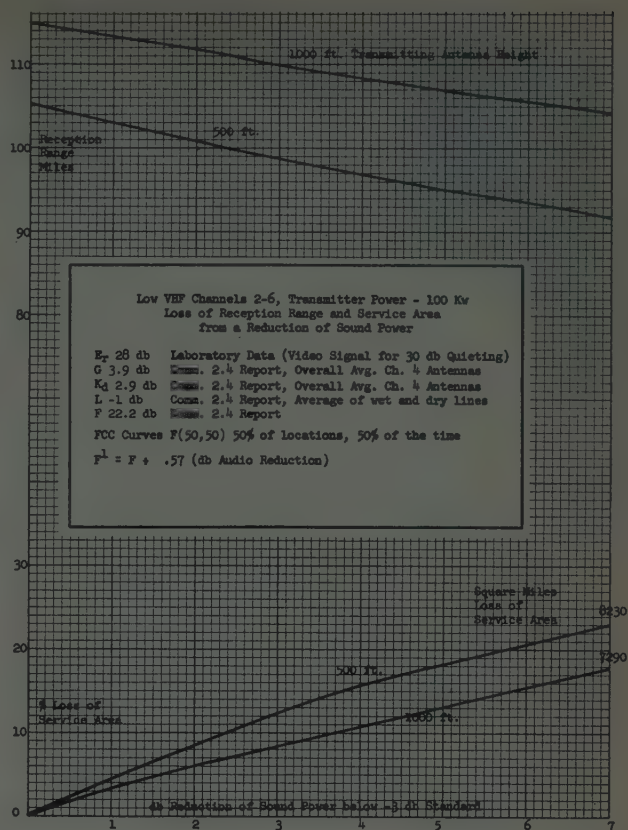 1000 ft. Transmitting Antenna Height
110
500 ft.
Reception
Range
Miles
100
90
80
Low VHF Channels 2-6, Transmitter Power - 100 Kw
Loss of Reception Range and Service Area
from a Reduction of Sound Power
Er 28 db Laboratory Data (Video Signal for 30 db Quieting)
G 3.9 db Comm. 2.4 Report, Overall Avg. Ch. 4 Antennas
Kd 2.9 db Comm. 2.4 Report, Overall Avg. Ch. 4 Antennas
L -1 db Comm. 2.4 Report, Average of wet and dry lines
F 22.2 db Comm. 2.4 Report
FCC Curves F(50,50) 50% of locations, 50% of the time
F1 = F + .57 (db Audio Reduction)
30
Square Miles
Loss of
Service Area
8230
20
500 ft.
7290
% Loss of
Service Area
1000 ft.
10
db Reduction of Sound Power below -3 db Standard
0
1 2 3 4 5 6 7